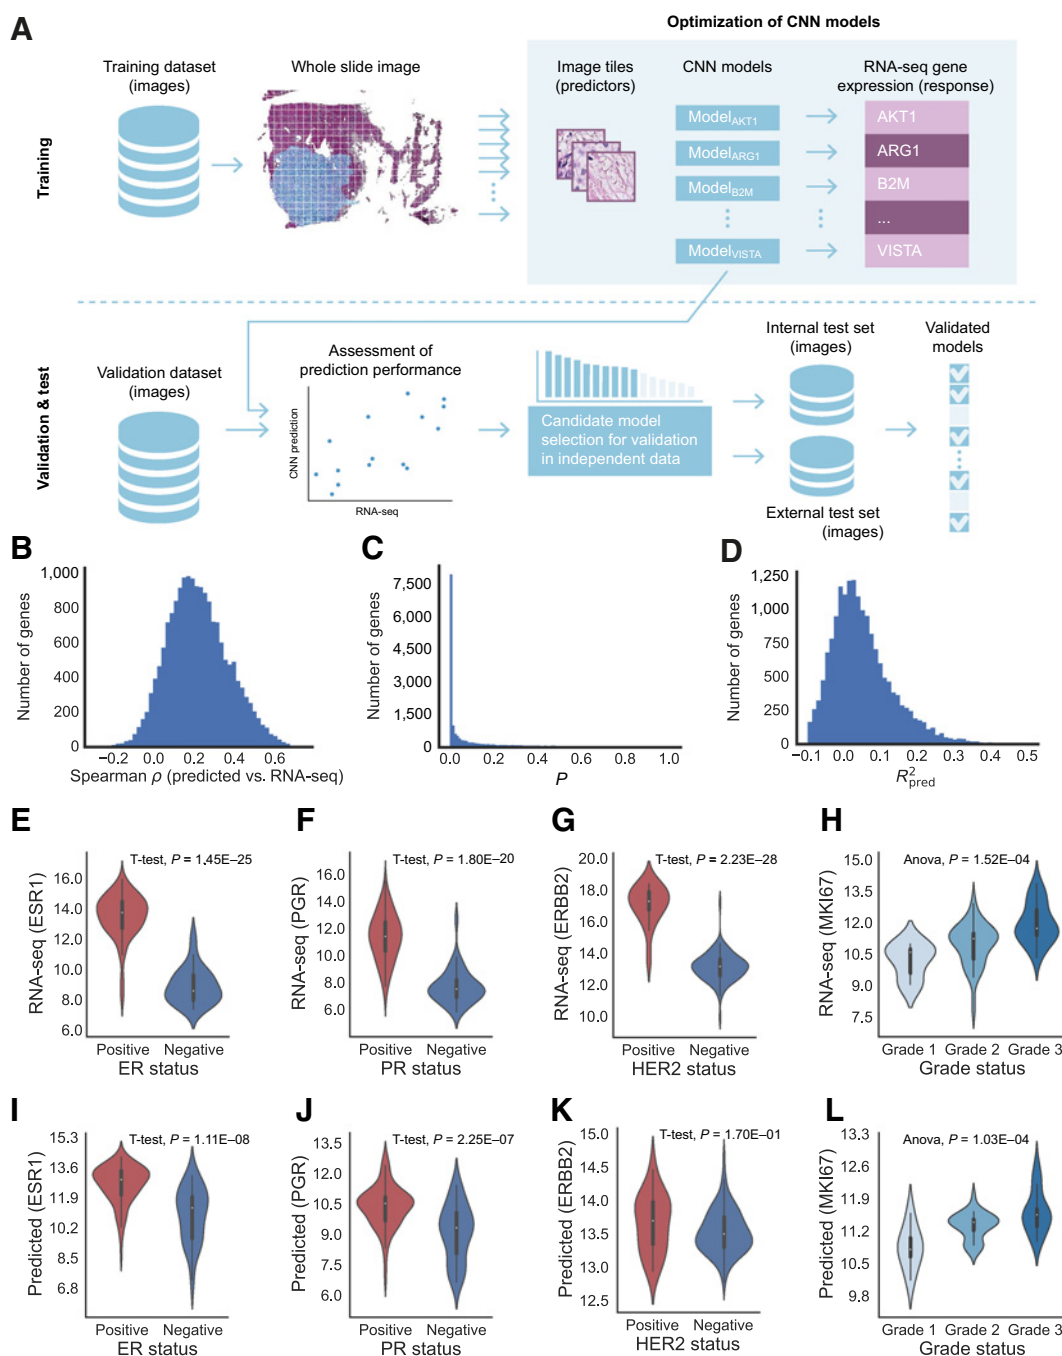 A
Optimization of CNN models
Training
Training dataset
(images)
Whole slide image
Image tiles
(predictors)
CNN models
RNA-seq gene
expression (response)
ModelAKT1
ModelARG1
ModelB2M
ModelVISTA
AKT1
ARG1
B2M
...
VISTA
Validation & test
Validation dataset
(images)
Assessment of
prediction performance
CNN prediction
RNA-seq
Candidate model
selection for validation
in independent data
Internal test set
(images)
External test set
(images)
Validated
models
B
Number of genes
1,000
800
600
400
200
0
−0.2 0.0 0.2 0.4 0.6
Spearman ρ (predicted vs. RNA-seq)
C
Number of genes
7,500
6,000
4,500
3,000
1,500
0
0.0 0.2 0.4 0.6 0.8 1.0
P
D
Number of genes
1,250
1,000
750
500
250
0
−0.1 0.0 0.1 0.2 0.3 0.4 0.5
R²pred
E
T-test, P = 1,45E–25
RNA-seq (ESR1)
16.0
14.0
12.0
10.0
8.0
6.0
Positive Negative
ER status
F
T-test, P = 1.80E–20
RNA-seq (PGR)
16.0
14.0
12.0
10.0
8.0
6.0
Positive Negative
PR status
G
T-test, P = 2.23E–28
RNA-seq (ERBB2)
20.0
18.0
16.0
14.0
12.0
10.0
Positive Negative
HER2 status
H
Anova, P = 1.52E–04
RNA-seq (MKI67)
15.0
13.5
12.0
10.5
9.0
7.5
Grade 1 Grade 2 Grade 3
Grade status
I
T-test, P = 1.11E–08
Predicted (ESR1)
15.3
13.6
11.9
10.2
8.5
6.8
Positive Negative
ER status
J
T-test, P = 2.25E–07
Predicted (PGR)
13.5
12.0
10.5
9.0
7.5
6.0
Positive Negative
PR status
K
T-test, P = 1.70E–01
Predicted (ERBB2)
15.0
14.5
14.0
13.5
13.0
12.5
Positive Negative
HER2 status
L
Anova, P = 1.03E–04
Predicted (MKI67)
13.3
12.6
11.9
11.2
10.5
9.8
Grade 1 Grade 2 Grade 3
Grade status